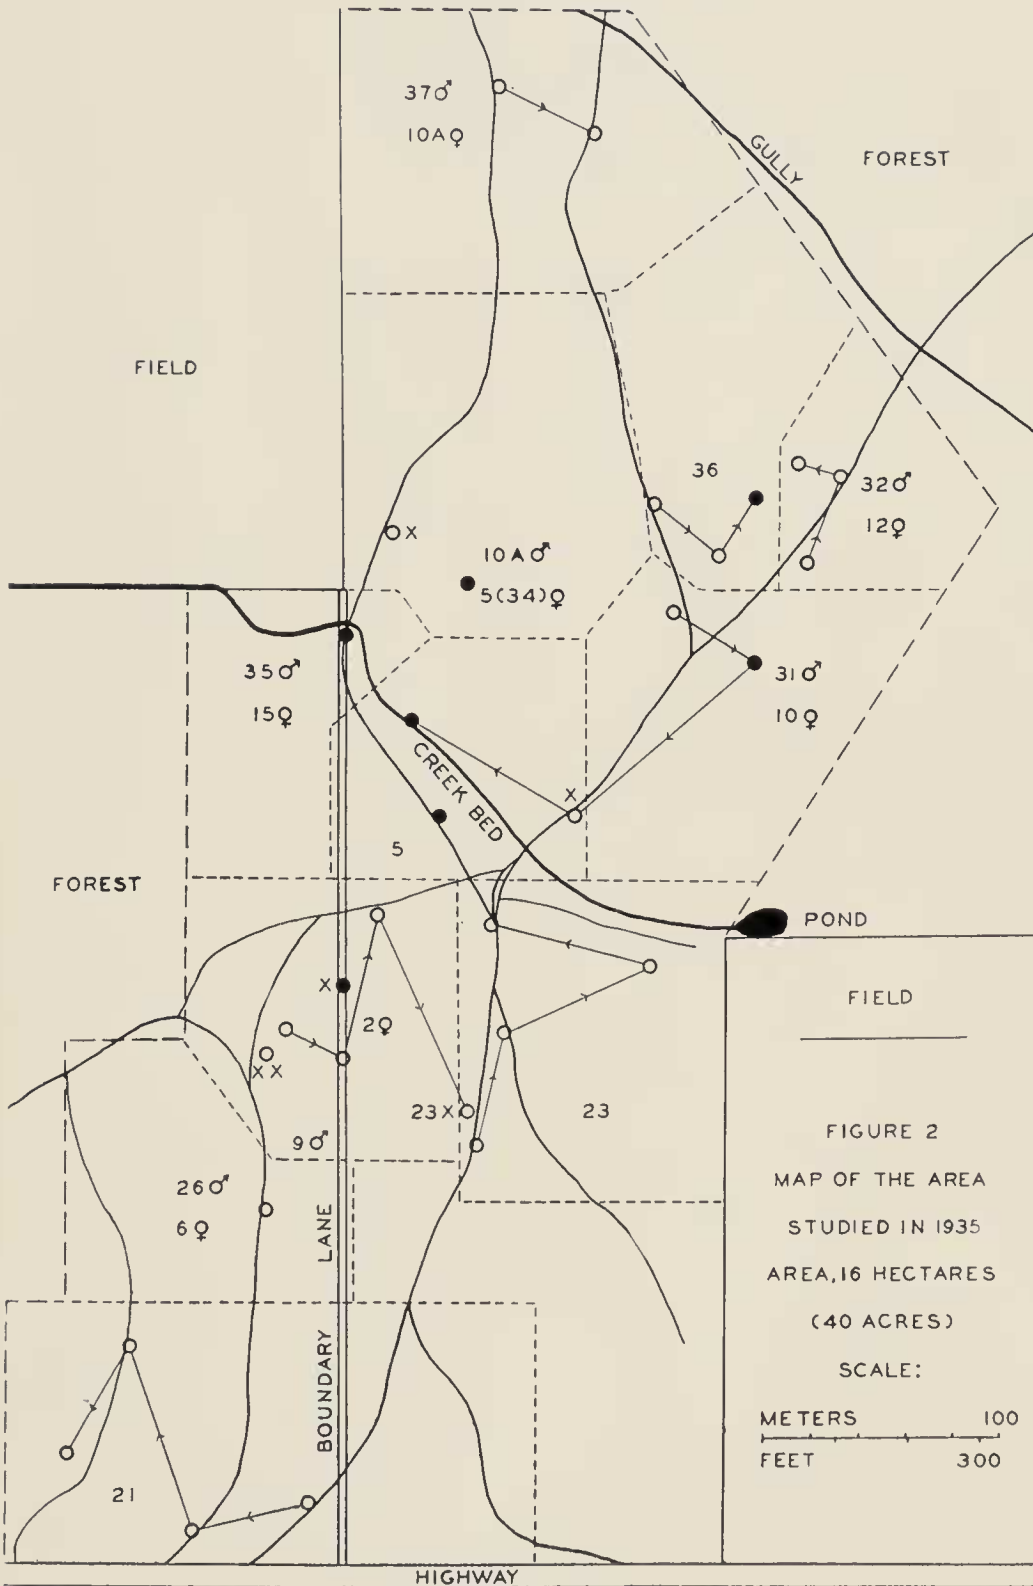 37♂
10A♀
GULLY
FOREST
FIELD
36
32♂
12♀
X
10A♂
5(34)♀
35♂
15♀
31♂
10♀
X
CREEK BED
5
FOREST
POND
X
2♀
XX
23X
23
9♂
26♂
6♀
BOUNDARY LANE
21
FIELD
FIGURE 2
MAP OF THE AREA
STUDIED IN 1935
AREA, 16 HECTARES
(40 ACRES)
SCALE:
METERS 100
FEET 300
HIGHWAY